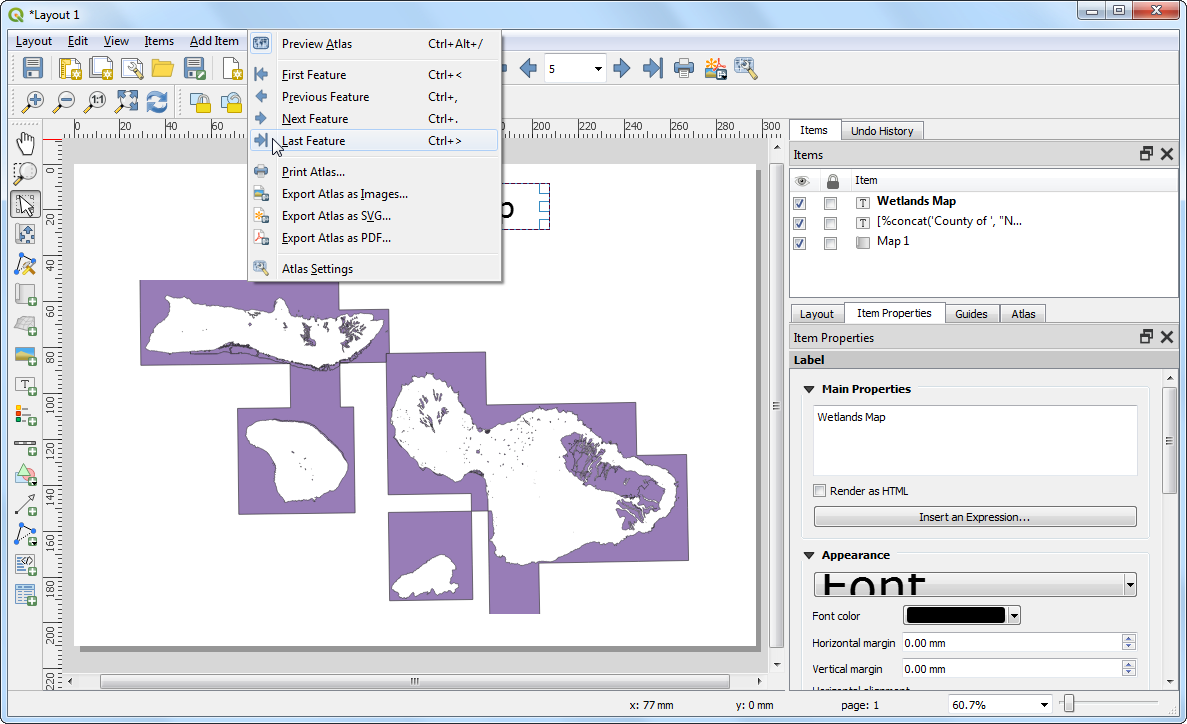 *Layout 1
Layout Edit View Items Add Item
Preview Atlas Ctrl+Alt+/
First Feature Ctrl+<
Previous Feature Ctrl+,
Next Feature Ctrl+.
Last Feature Ctrl+>
Print Atlas...
Export Atlas as Images...
Export Atlas as SVG...
Export Atlas as PDF...
Atlas Settings
5
1:1
0 20 40 60 200 220 240 260 280 300
0
20
40
60
80
100
120
140
160
180
200
220
p
Items Undo History
Items
Item
T Wetlands Map
T [%concat('County of ', "N...
Map 1
Layout Item Properties Guides Atlas
Item Properties
Label
Main Properties
Wetlands Map
Render as HTML
Insert an Expression...
Appearance
Font
Font color
Horizontal margin 0.00 mm
Vertical margin 0.00 mm
Horizontal alignment
x: 77 mm y: 0 mm page: 1 60.7%